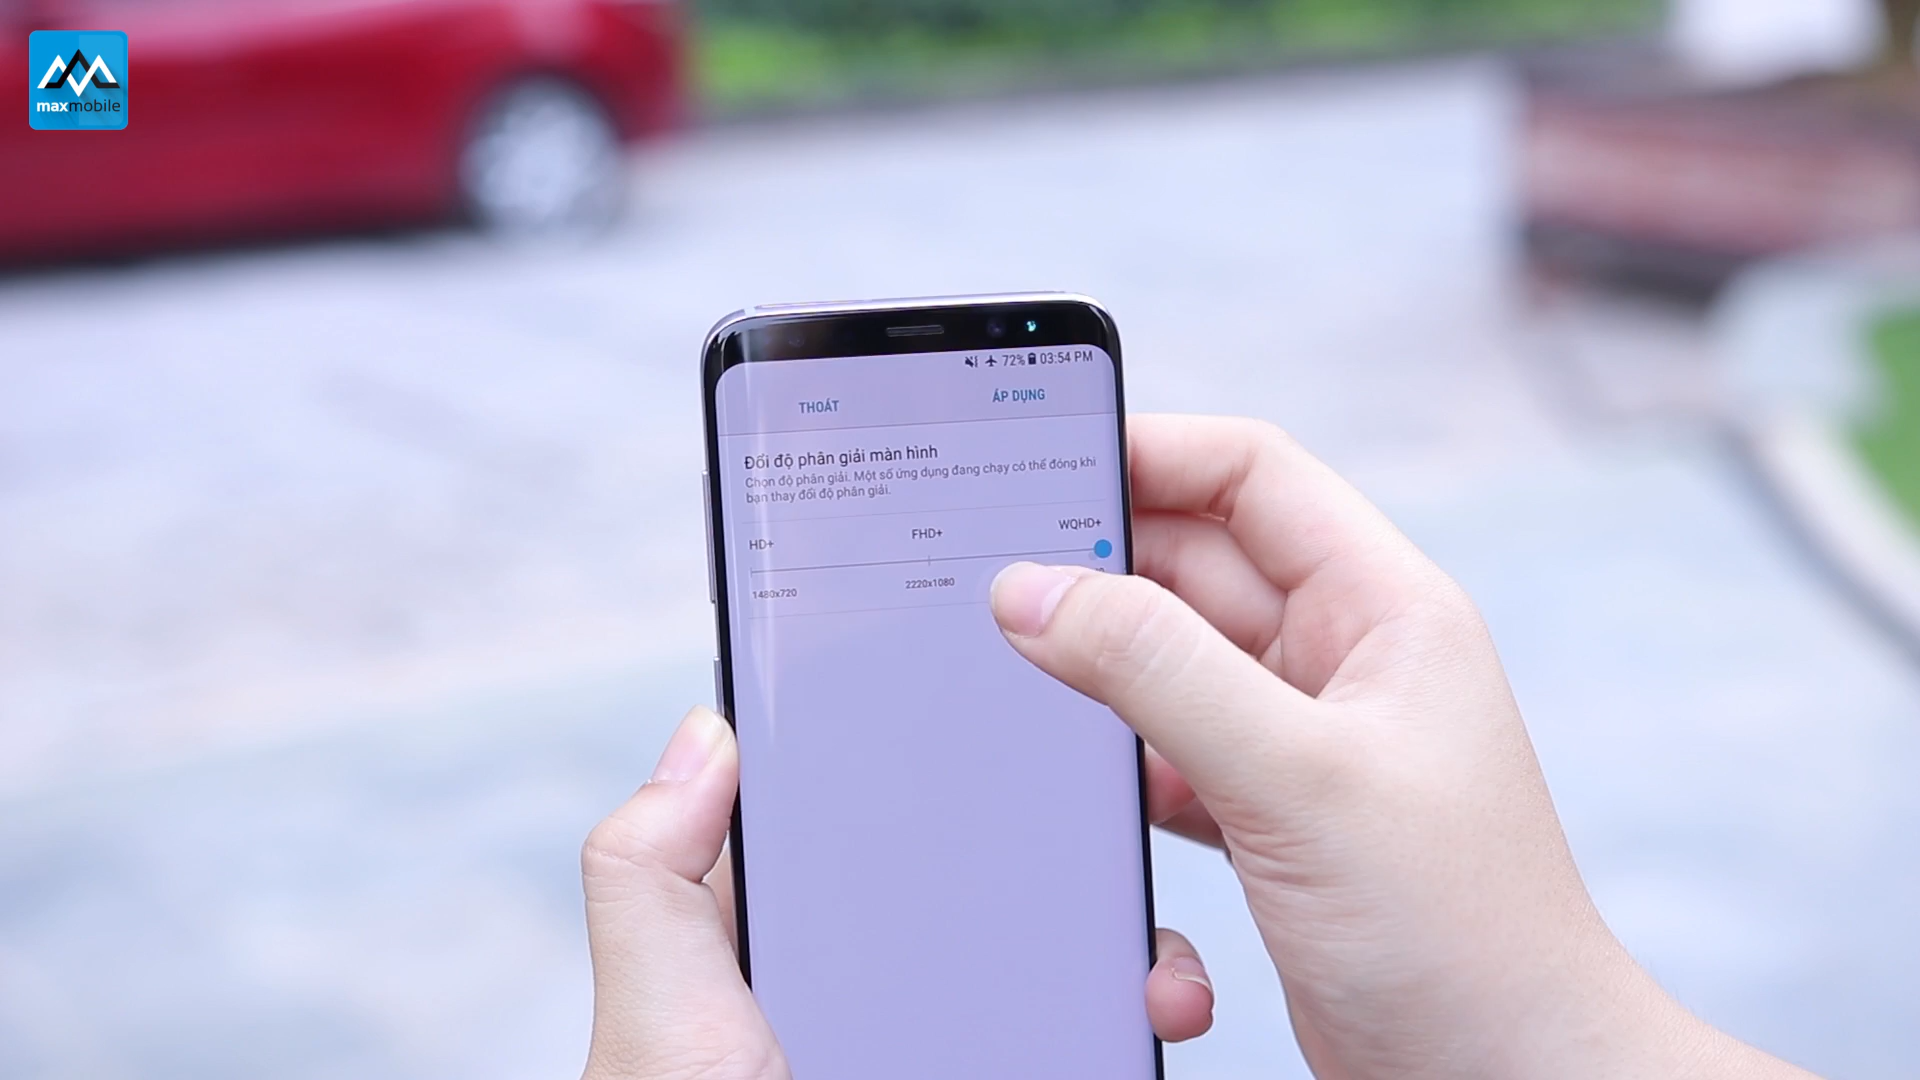 maxmobile
72% 03:54 PM
THOÁT ÁP DỤNG
Đổi độ phân giải màn hình
Chọn độ phân giải. Một số ứng dụng đang chạy có thể đóng khi
bạn thay đổi độ phân giải.
HD+ FHD+ WQHD+
1480x720 2220x1080